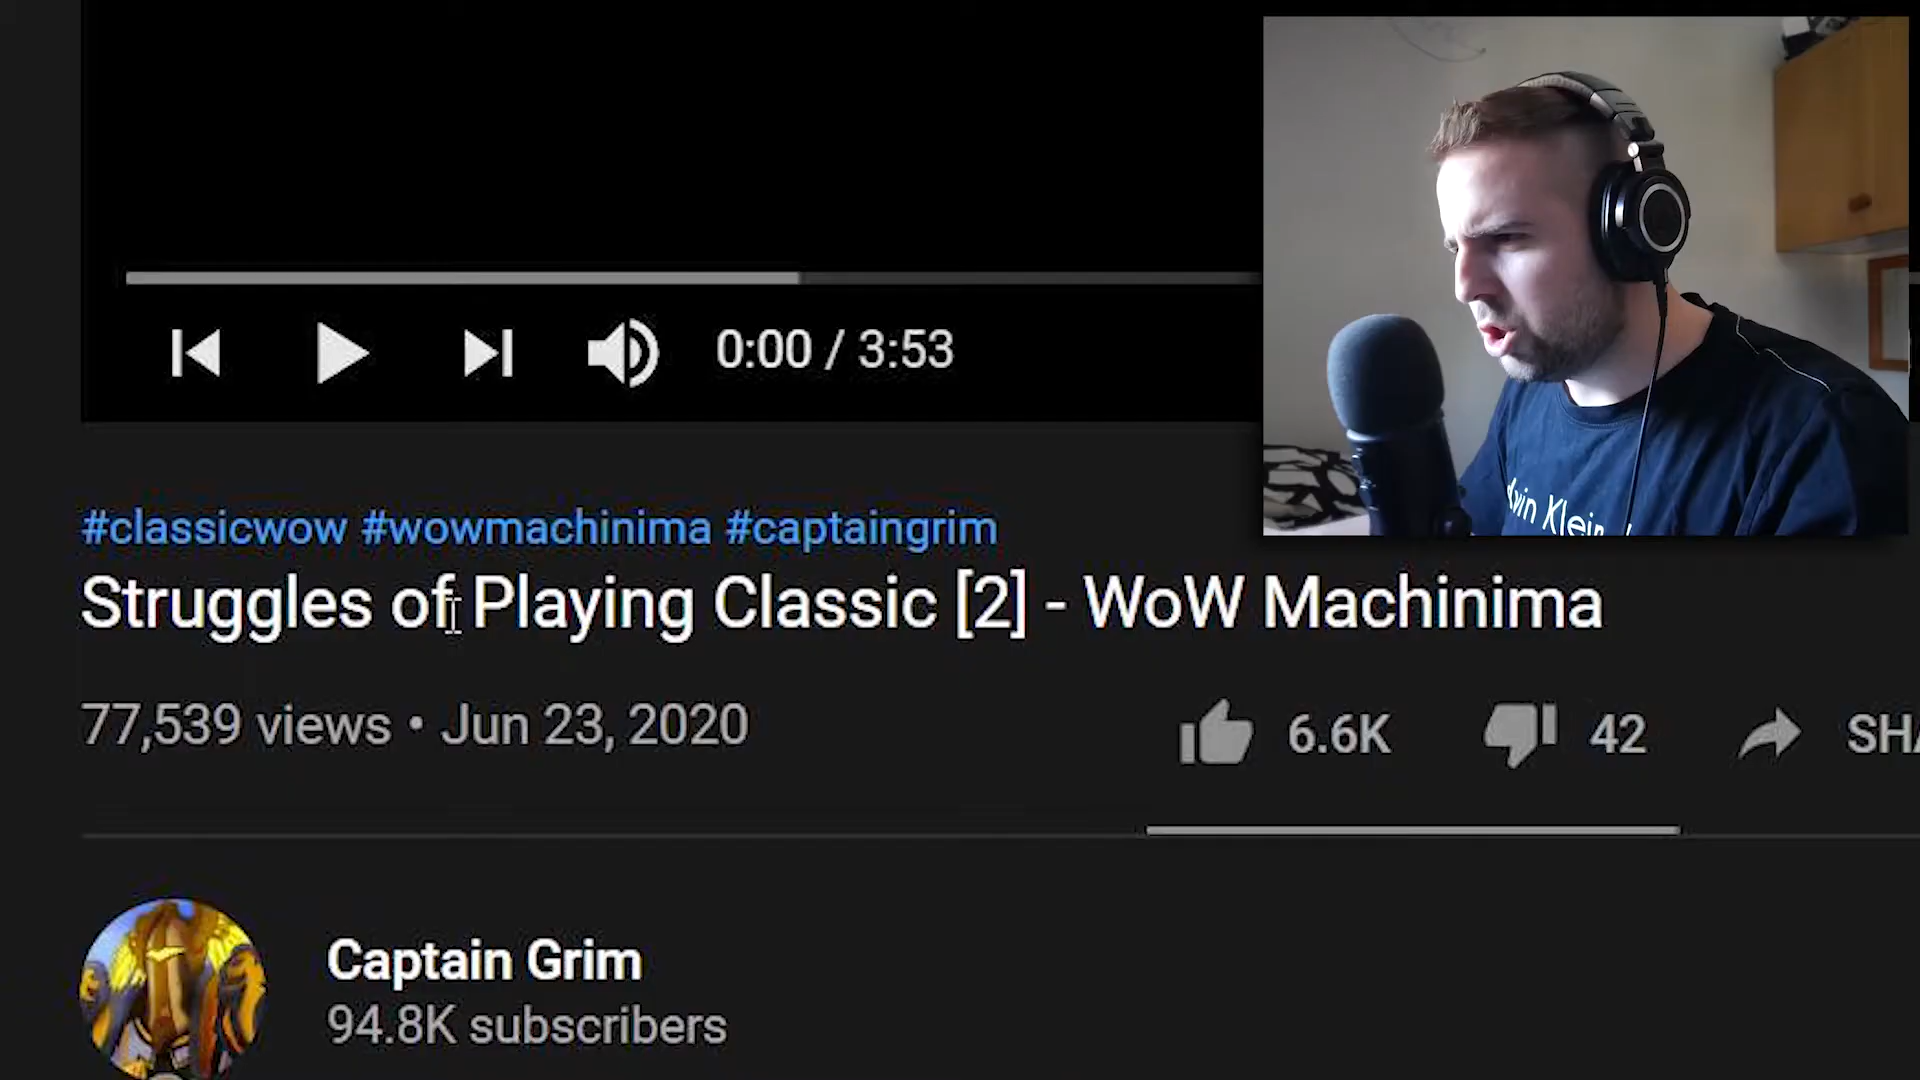 0:00 / 3:53
#classicwow #wowmachinima #captaingrim
Struggles of Playing Classic [2] - WoW Machinima
77,539 views • Jun 23, 2020
6.6K
42
Captain Grim
94.8K subscribers